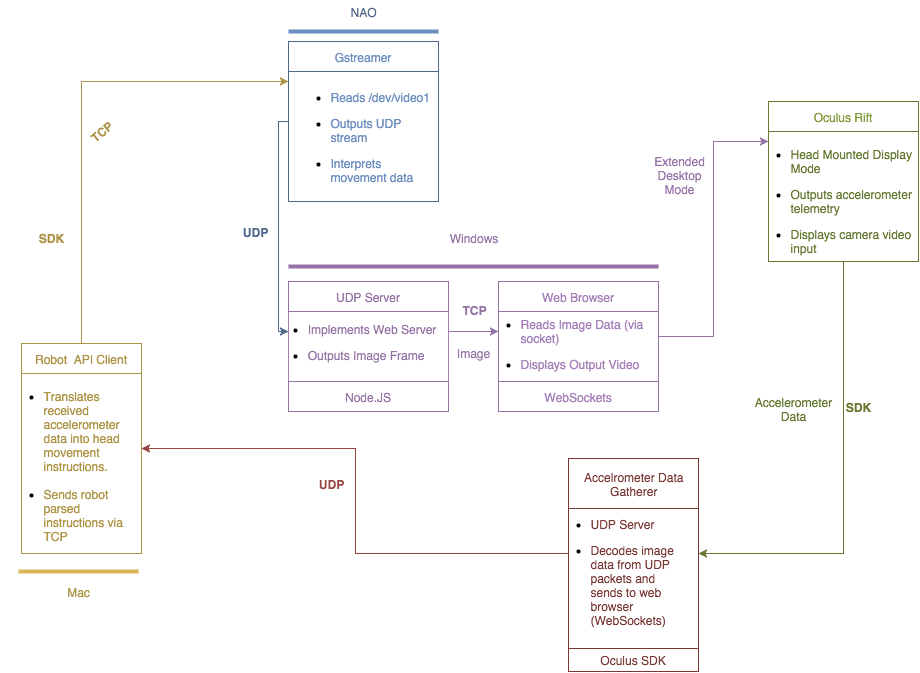 NAO
Gstreamer
Reads /dev/video1
Outputs UDP
stream
Interprets
movement data
TCP
SDK
UDP
Windows
UDP Server
Implements Web Server
Outputs Image Frame
Node.JS
TCP
Image
Web Browser
Reads Image Data (via
socket)
Displays Output Video
WebSockets
Extended
Desktop
Mode
Oculus Rift
Head Mounted Display
Mode
Outputs accelerometer
telemetry
Displays camera video
input
Accelerometer
Data
SDK
Accelrometer Data
Gatherer
UDP Server
Decodes image
data from UDP
packets and
sends to web
browser
(WebSockets)
Oculus SDK
UDP
Robot API Client
Translates
received
accelerometer
data into head
movement
instructions.
Sends robot
parsed
instructions via
TCP
Mac